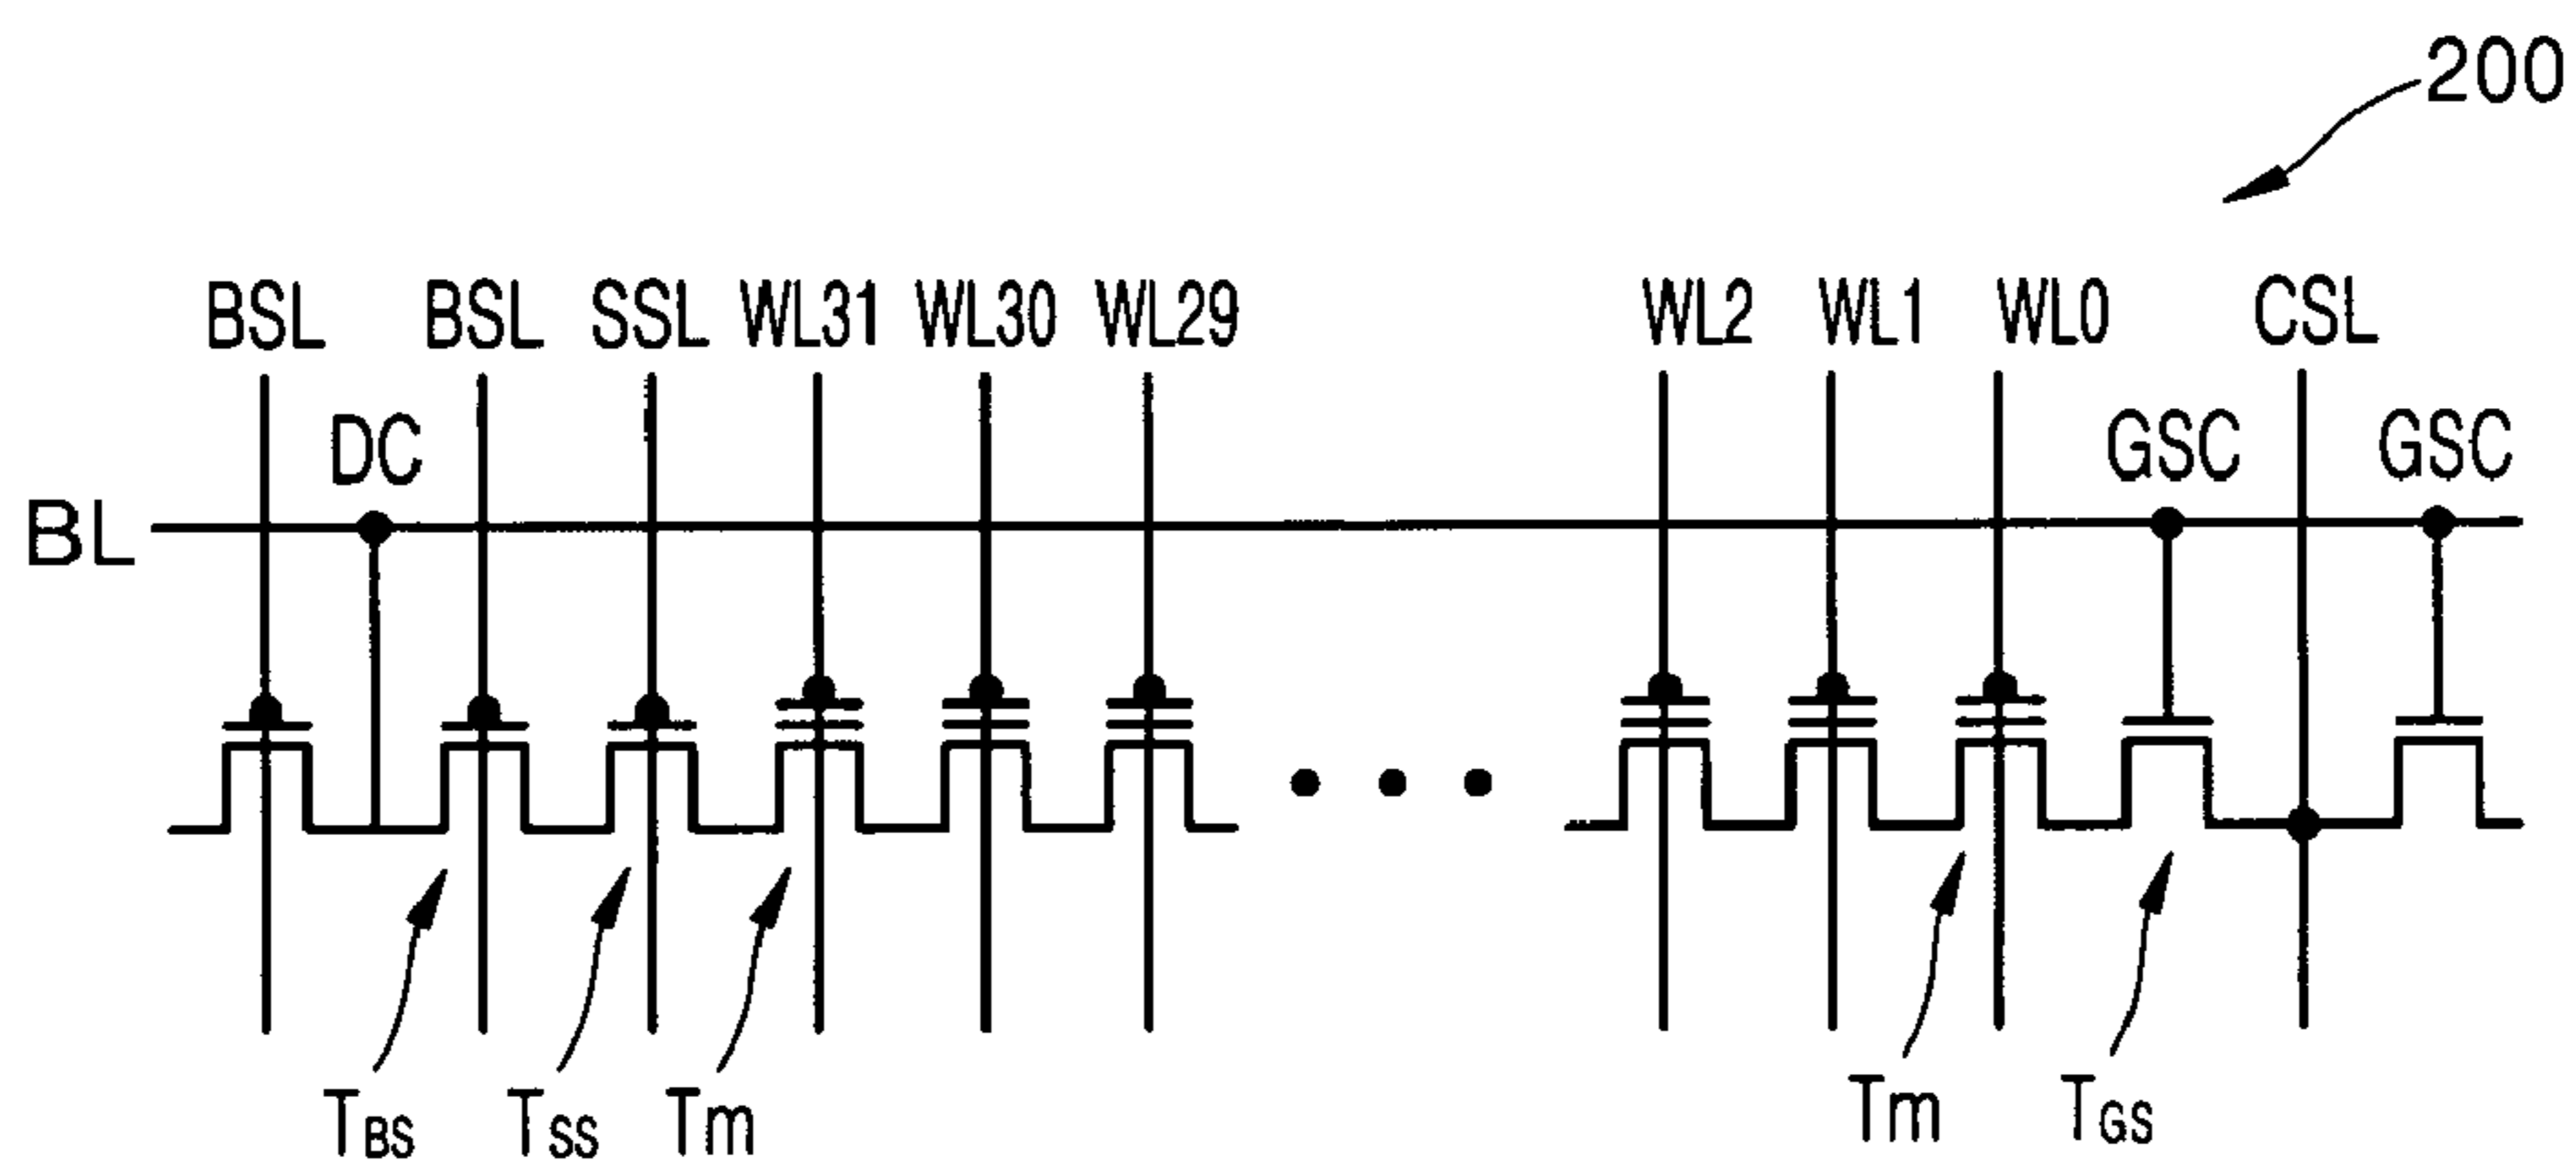 200
BSL BSL SSL WL31 WL30 WL29 WL2 WL1 WL0 CSL
DC GSC GSC
BL
TBS TSS Tm Tm TGS